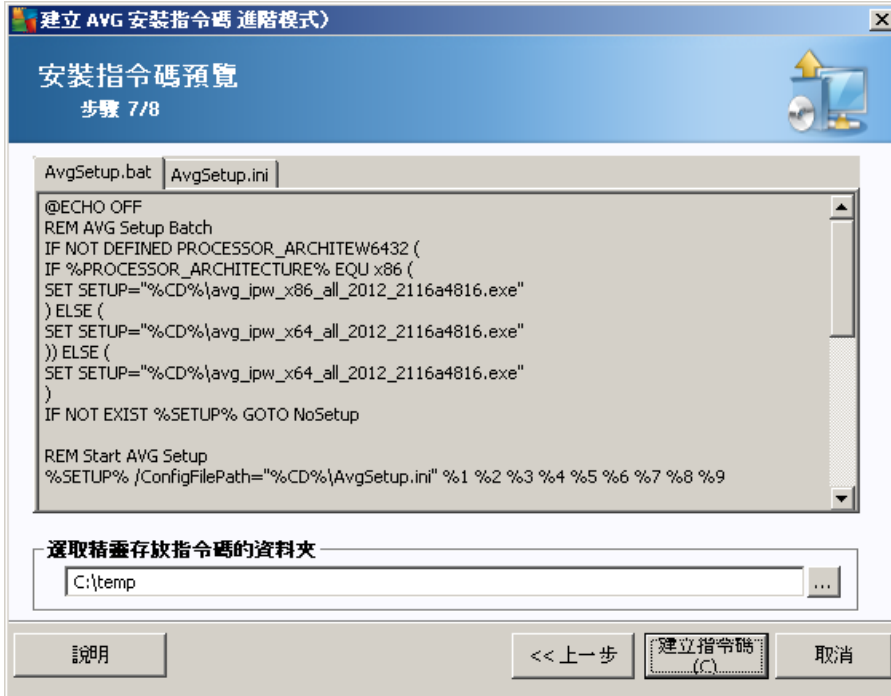 建立 AVG 安裝指令碼 進階模式）
安裝指令碼預覽
步驟 7/8
AvgSetup.bat
AvgSetup.ini
@ECHO OFF
REM AVG Setup Batch
IF NOT DEFINED PROCESSOR_ARCHITEW6432 (
IF %PROCESSOR_ARCHITECTURE% EQU x86 (
SET SETUP="%CD%\avg_ipw_x86_all_2012_2116a4816.exe"
) ELSE (
SET SETUP="%CD%\avg_ipw_x64_all_2012_2116a4816.exe"
)) ELSE (
SET SETUP="%CD%\avg_ipw_x64_all_2012_2116a4816.exe"
)
IF NOT EXIST %SETUP% GOTO NoSetup
REM Start AVG Setup
%SETUP% /ConfigFilePath="%CD%\AvgSetup.ini" %1 %2 %3 %4 %5 %6 %7 %8 %9
選取精靈存放指令碼的資料夾
C:\temp
...
說明
<< 上一步
建立指令碼
(C)
取消